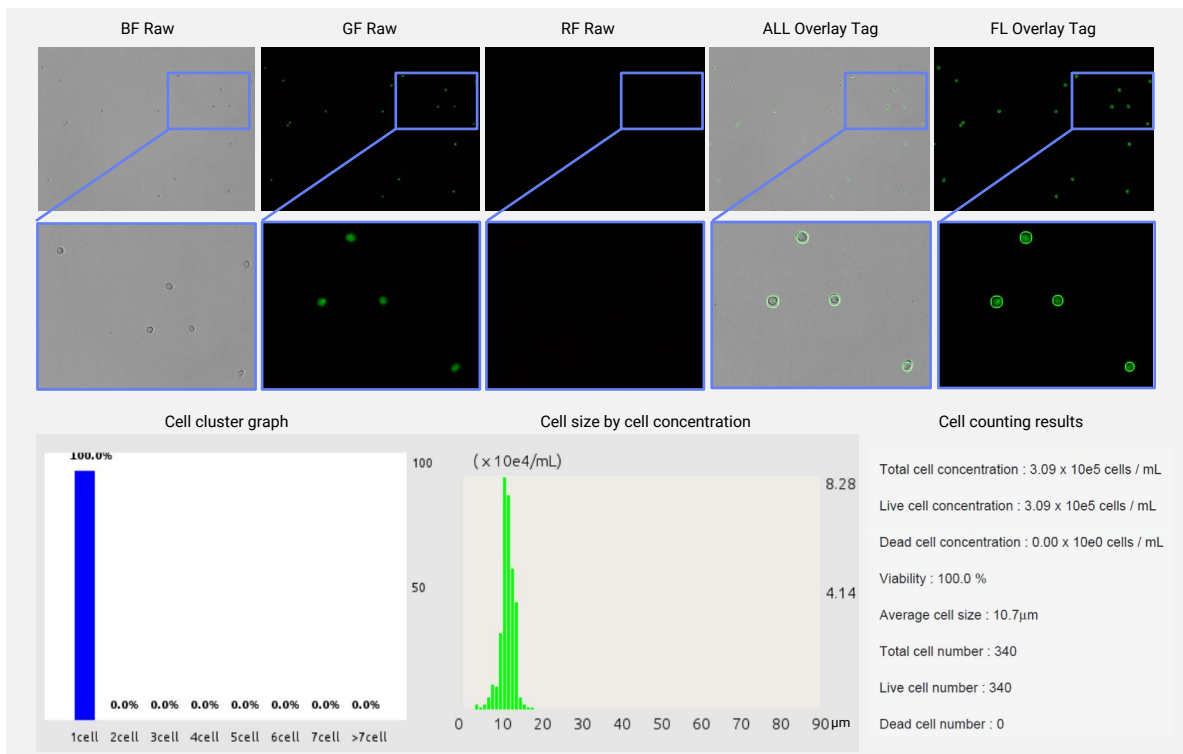 BF Raw
GF Raw
RF Raw
ALL Overlay Tag
FL Overlay Tag
Cell cluster graph
Cell size by cell concentration
Cell counting results
100.0%
100
50
0.0% 0.0% 0.0% 0.0% 0.0% 0.0% 0.0%
1cell 2cell 3cell 4cell 5cell 6cell 7cell >7cell
(x 10e4/mL)
8.28
4.14
0 10 20 30 40 50 60 70 80 90 µm
Total cell concentration : 3.09 x 10e5 cells / mL
Live cell concentration : 3.09 x 10e5 cells / mL
Dead cell concentration : 0.00 x 10e0 cells / mL
Viability : 100.0 %
Average cell size : 10.7µm
Total cell number : 340
Live cell number : 340
Dead cell number : 0